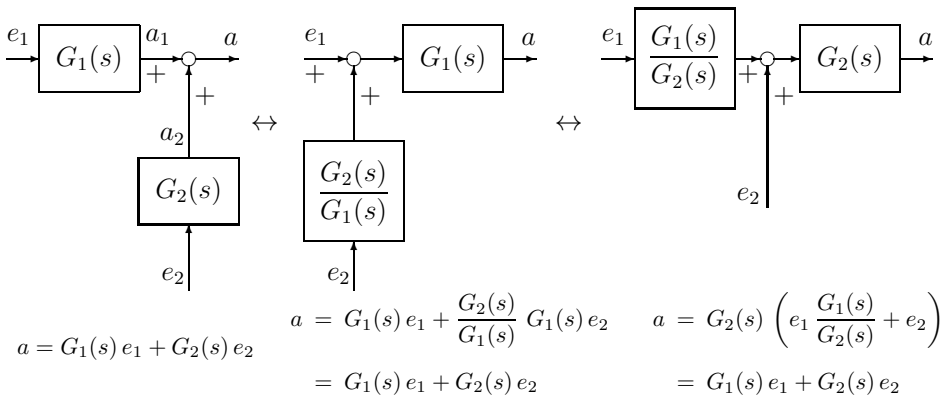 e₁ G₁(s) a₁ a
+ +
a₂
G₂(s)
e₂
a = G₁(s) e₁ + G₂(s) e₂
↔
e₁ G₁(s) a
+ +
G₂(s)/G₁(s)
e₂
a = G₁(s) e₁ + G₂(s)/G₁(s) G₁(s) e₂
= G₁(s) e₁ + G₂(s) e₂
↔
e₁ G₁(s)/G₂(s) G₂(s) a
+ +
e₂
a = G₂(s) (e₁ G₁(s)/G₂(s) + e₂)
= G₁(s) e₁ + G₂(s) e₂